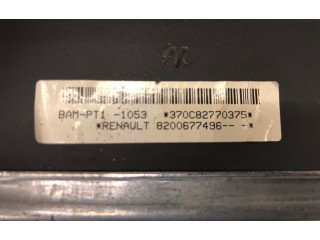 BAM-PT1 -1053 *370C82770375*
*RENAULT 8200677496-- -*